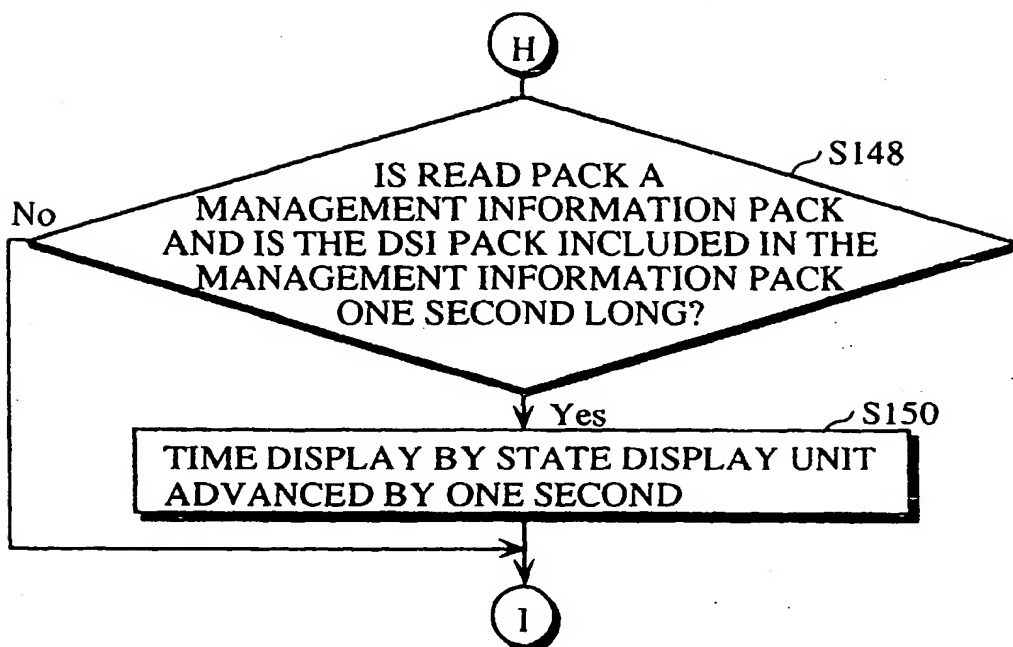 H
S148
IS READ PACK A
MANAGEMENT INFORMATION PACK
AND IS THE DSI PACK INCLUDED IN THE
MANAGEMENT INFORMATION PACK
ONE SECOND LONG?
No
Yes
S150
TIME DISPLAY BY STATE DISPLAY UNIT
ADVANCED BY ONE SECOND
I